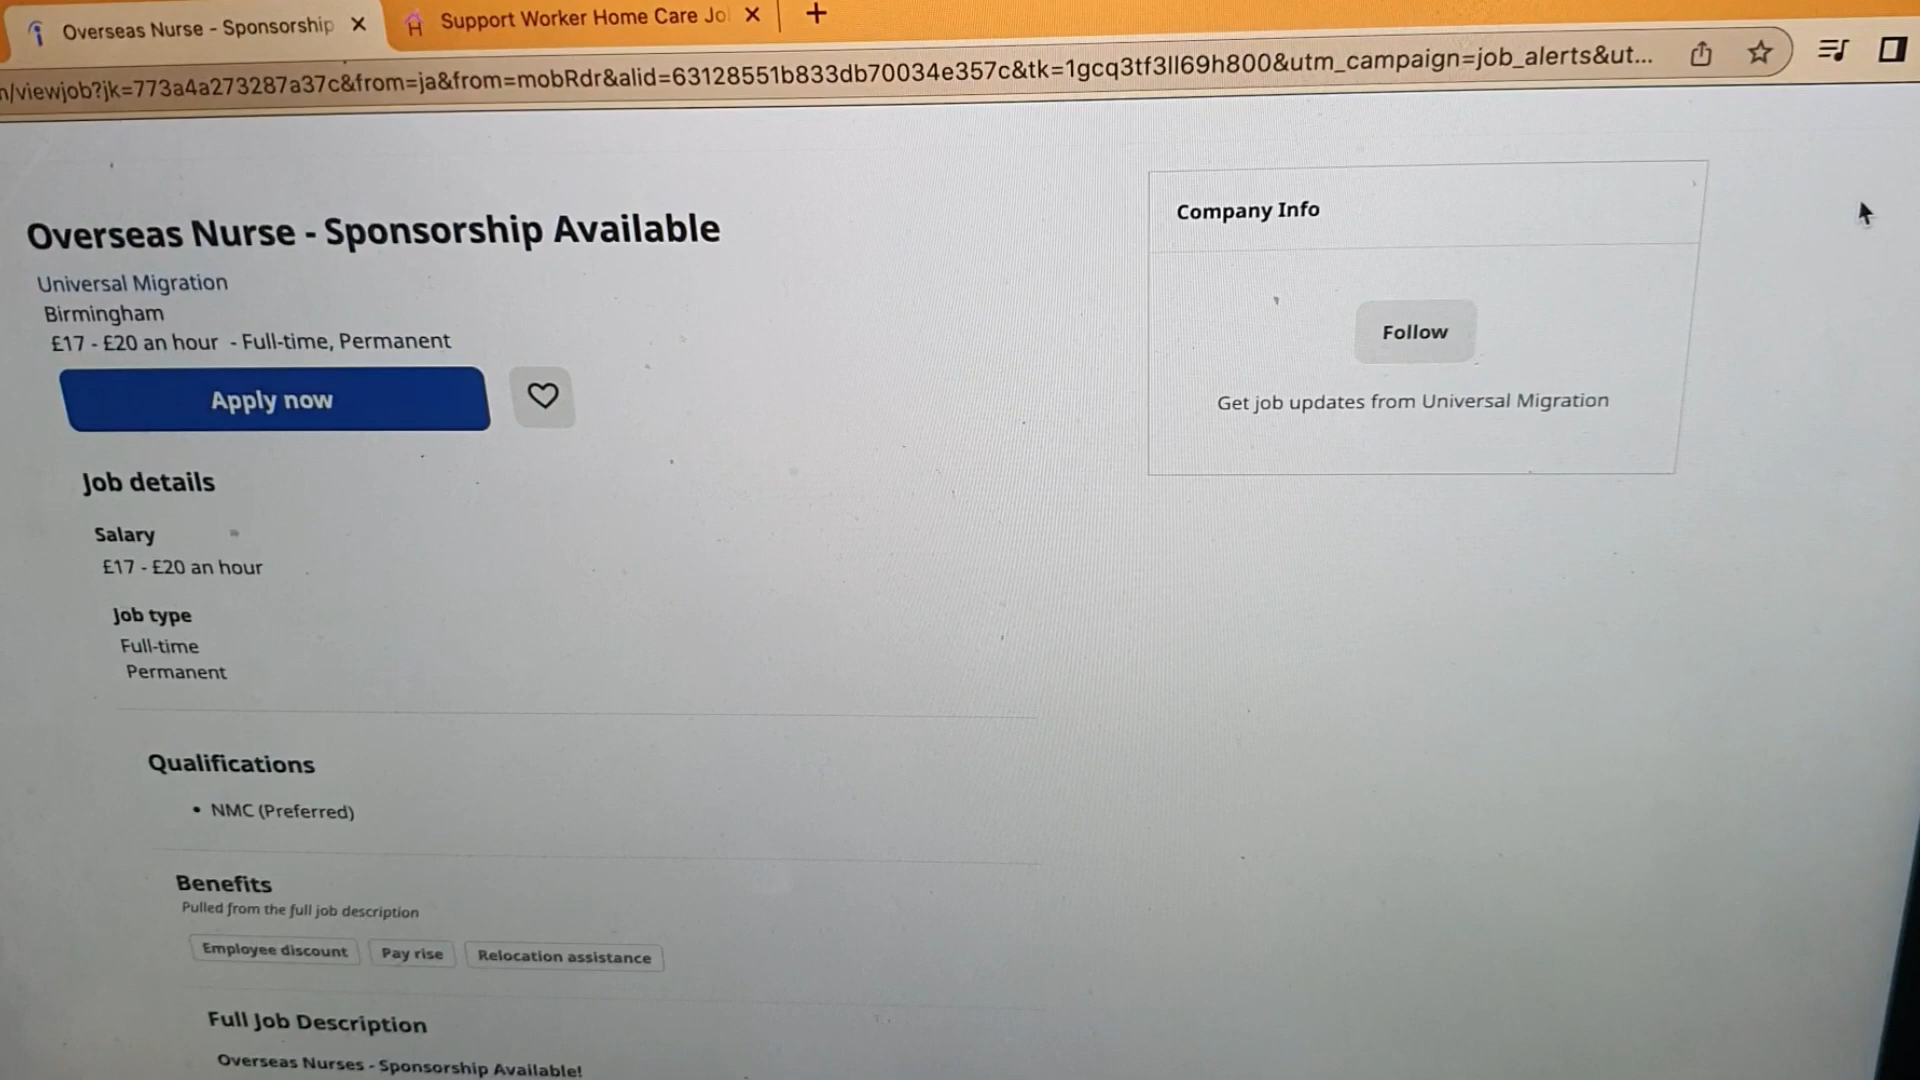 Overseas Nurse - Sponsorship
Support Worker Home Care Jo
n/viewjob?jk=773a4a273287a37c&from=ja&from=mobRdr&alid=63128551b833db70034e357c&tk=1gcq3tf3ll69h800&utm_campaign=job_alerts&ut...
Overseas Nurse - Sponsorship Available
Universal Migration
Birmingham
£17 - £20 an hour - Full-time, Permanent
Apply now
Job details
Salary
£17 - £20 an hour
Job type
Full-time
Permanent
Qualifications
• NMC (Preferred)
Benefits
Pulled from the full job description
Employee discount
Pay rise
Relocation assistance
Full Job Description
Overseas Nurses - Sponsorship Available!
Company Info
Follow
Get job updates from Universal Migration